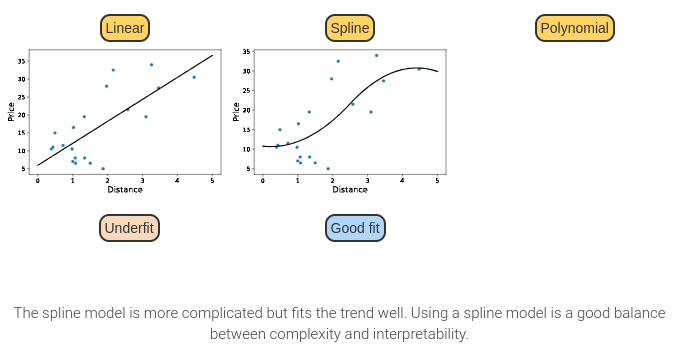 Linear
Spline
Polynomial
35
30
25
20
15
10
5
Price
0
1
2
3
4
5
Distance
35
30
25
20
15
10
5
Price
0
1
2
3
4
5
Distance
Underfit
Good fit
The spline model is more complicated but fits the trend well. Using a spline model is a good balance
between complexity and interpretability.